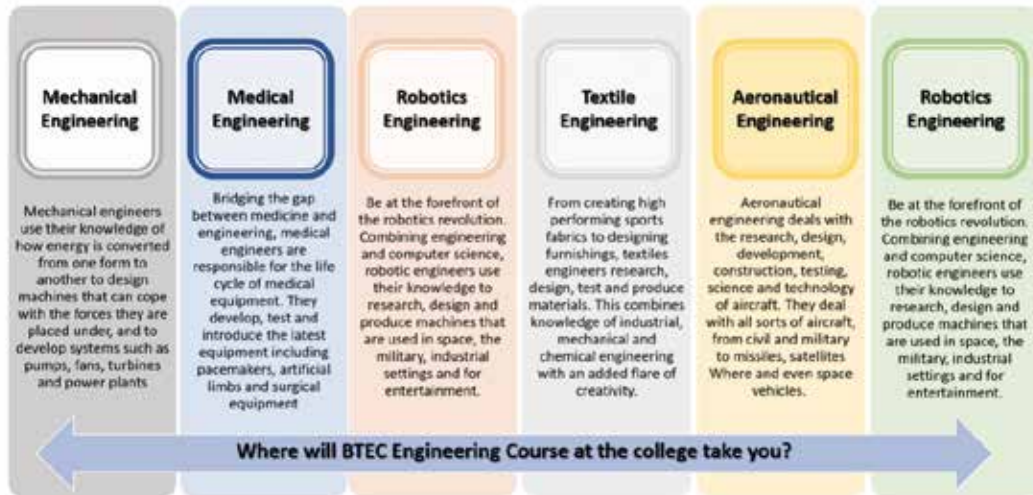 Mechanical
Engineering
Mechanical engineers
use their knowledge of
how energy is converted
from one form to
another to design
machines that can cope
with the forces they are
placed under, and to
develop systems such as
pumps, fans, turbines
and power plants
Medical
Engineering
Bridging the gap
between medicine and
engineering, medical
engineers are
responsible for the life
cycle of medical
equipment. They
develop, test and
introduce the latest
equipment including
pacemakers, artificial
limbs and surgical
equipment
Robotics
Engineering
Be at the forefront of
the robotics revolution.
Combining engineering
and computer science,
robotic engineers use
their knowledge to
research, design and
produce machines that
are used in space, the
military, industrial
settings and for
entertainment.
Textile
Engineering
From creating high
performing sports
fabrics to designing
furnishings, textiles
engineers research,
design, test and produce
materials. This combines
knowledge of industrial,
mechanical and
chemical engineering
with an added flare of
creativity.
Aeronautical
Engineering
Aeronautical
engineering deals with
the research, design,
development,
construction, testing,
science and technology
of aircraft. They deal
with all sorts of aircraft,
from civil and military
to missiles, satellites
Where and even space
vehicles.
Robotics
Engineering
Be at the forefront of
the robotics revolution.
Combining engineering
and computer science,
robotic engineers use
their knowledge to
research, design and
produce machines that
are used in space, the
military, industrial
settings and for
entertainment.
Where will BTEC Engineering Course at the college take you?